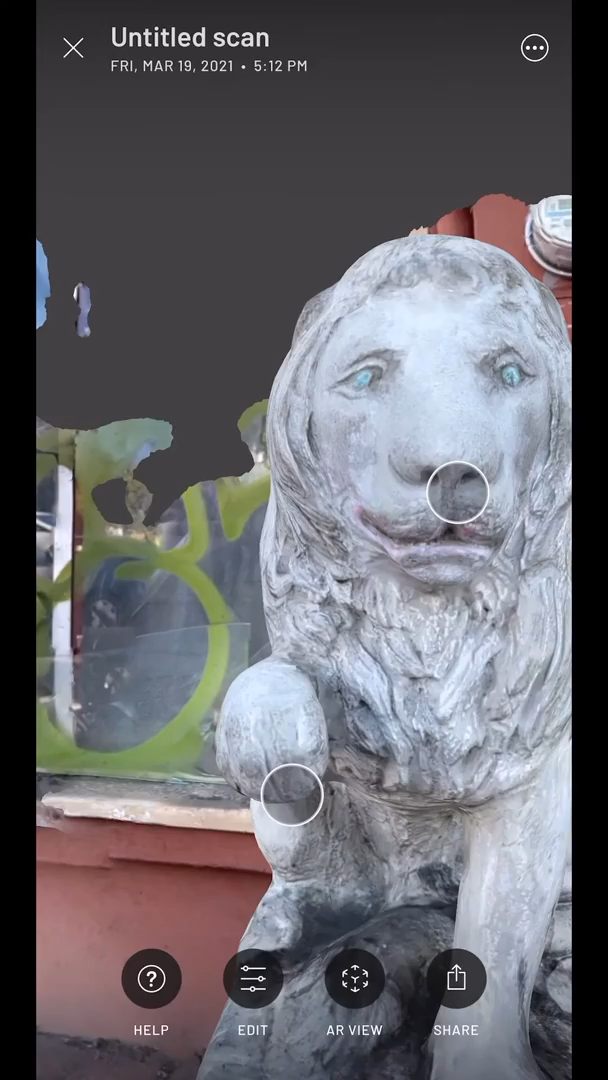 Untitled scan
FRI, MAR 19, 2021 • 5:12 PM
HELP
EDIT
AR VIEW
SHARE